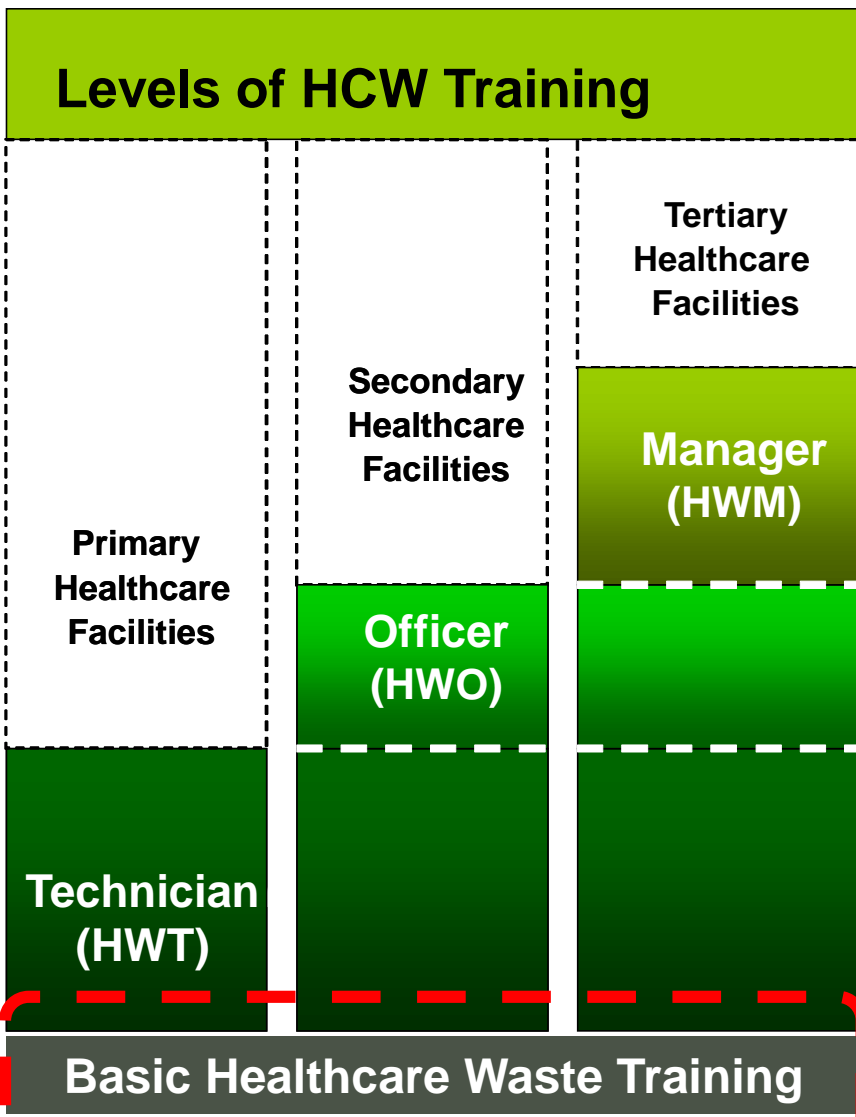 Levels of HCW Training
Tertiary
Healthcare
Facilities
Secondary
Healthcare
Facilities
Manager
(HWM)
Primary
Healthcare
Facilities
Officer
(HWO)
Technician
(HWT)
Basic Healthcare Waste Training